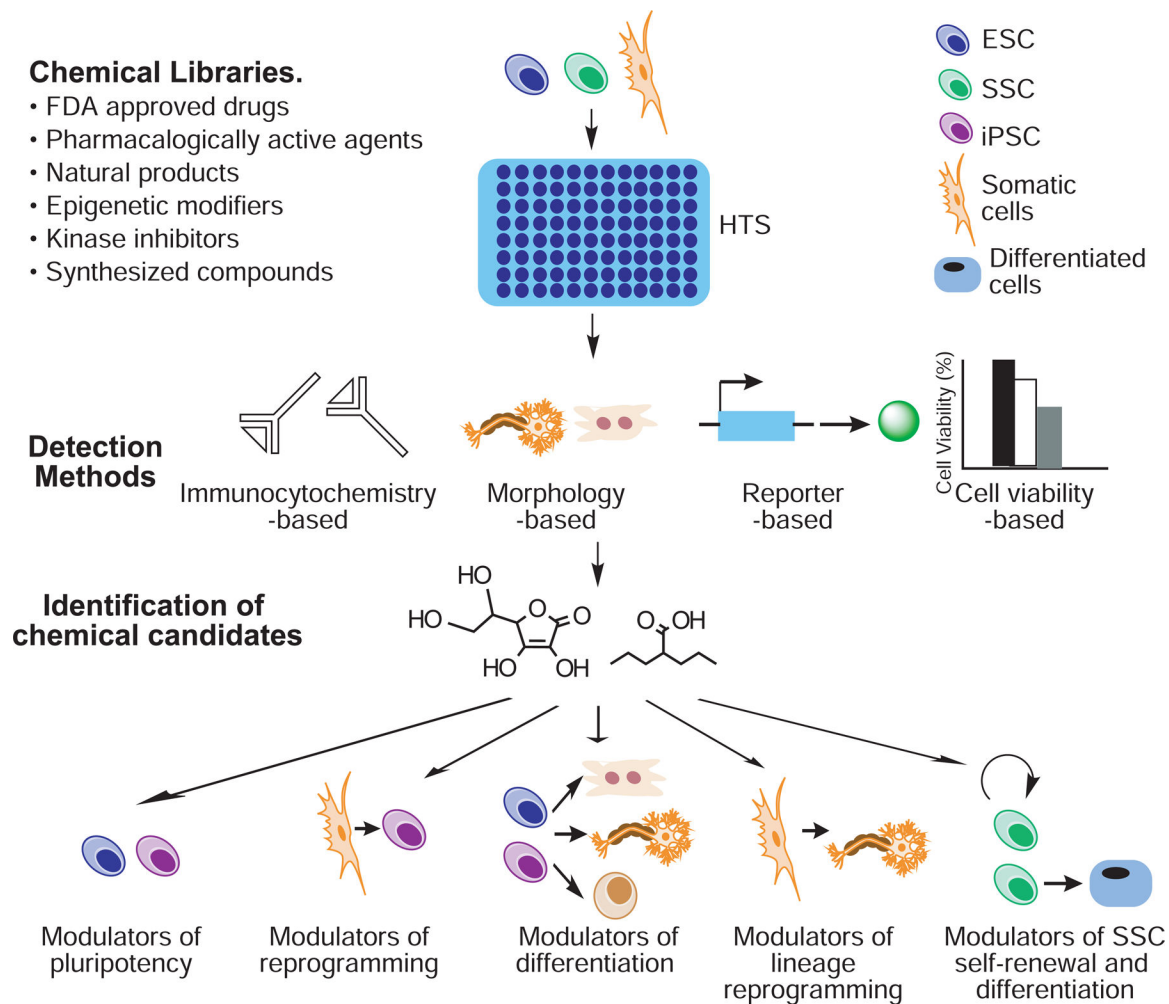 Chemical Libraries.
• FDA approved drugs
• Pharmacalogically active agents
• Natural products
• Epigenetic modifiers
• Kinase inhibitors
• Synthesized compounds
ESC
SSC
iPSC
Somatic
cells
Differentiated
cells
HTS
Detection
Methods
Immunocytochemistry
-based
Morphology
-based
Reporter
-based
Cell Viability (%)
Cell viability
-based
Identification of
chemical candidates
HO
HO
O
O
HO
OH
O
OH
Modulators of
pluripotency
Modulators of
reprogramming
Modulators of
differentiation
Modulators of
lineage
reprogramming
Modulators of SSC
self-renewal and
differentiation